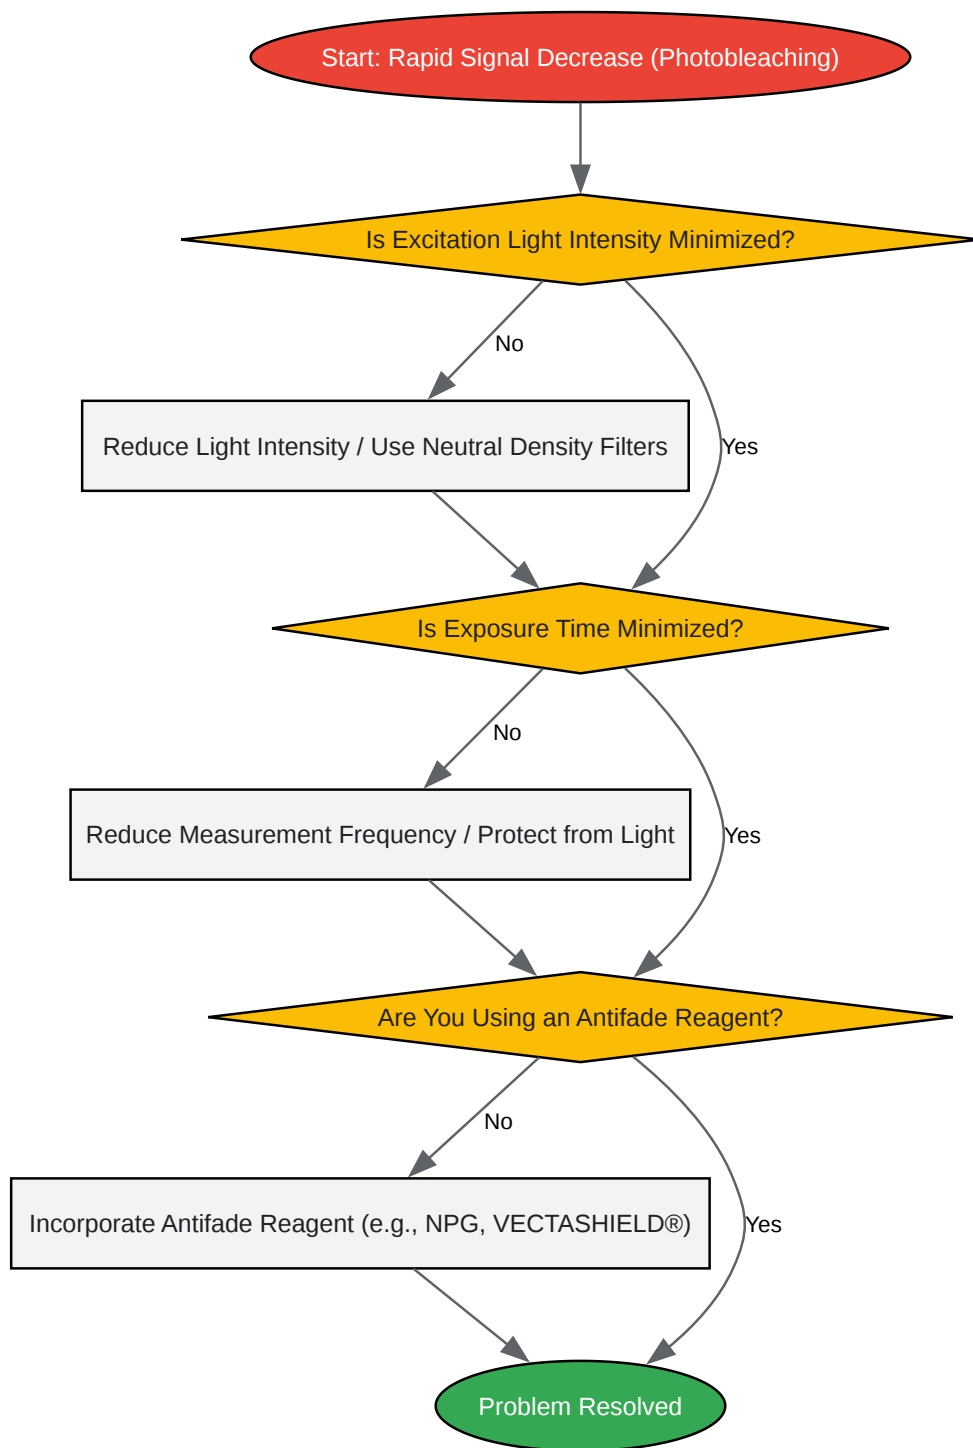 Start: Rapid Signal Decrease (Photobleaching)
Is Excitation Light Intensity Minimized?
No
Reduce Light Intensity / Use Neutral Density Filters
Yes
Is Exposure Time Minimized?
No
Reduce Measurement Frequency / Protect from Light
Yes
Are You Using an Antifade Reagent?
No
Incorporate Antifade Reagent (e.g., NPG, VECTASHIELD®)
Yes
Problem Resolved